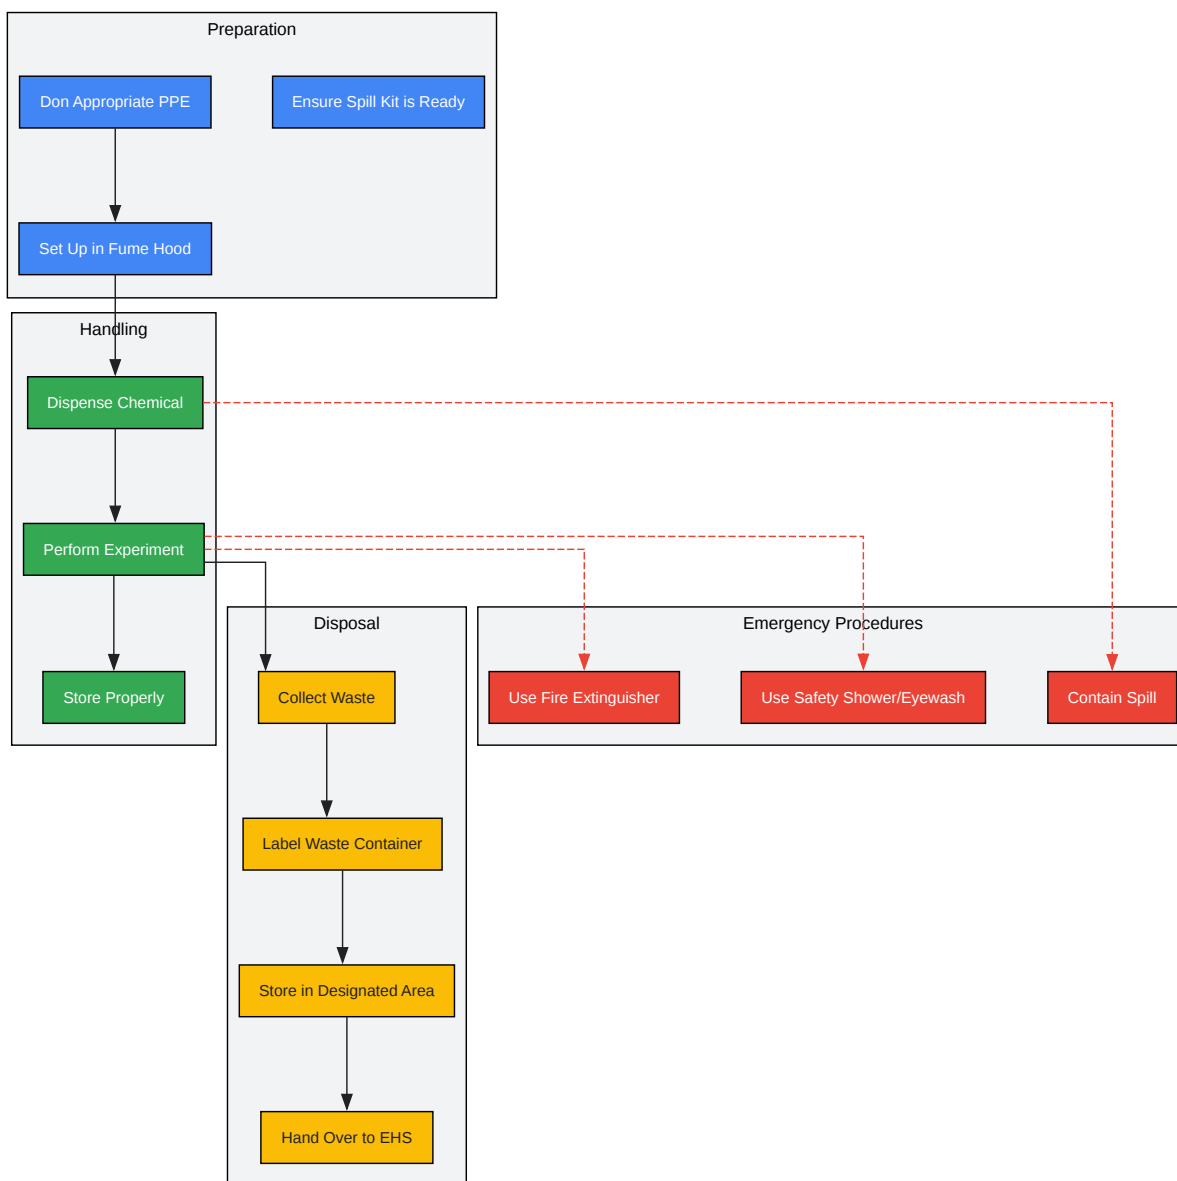 Preparation
Don Appropriate PPE
Ensure Spill Kit is Ready
Set Up in Fume Hood
Handling
Dispense Chemical
Perform Experiment
Disposal
Emergency Procedures
Store Properly
Collect Waste
Use Fire Extinguisher
Use Safety Shower/Eyewash
Contain Spill
Label Waste Container
Store in Designated Area
Hand Over to EHS